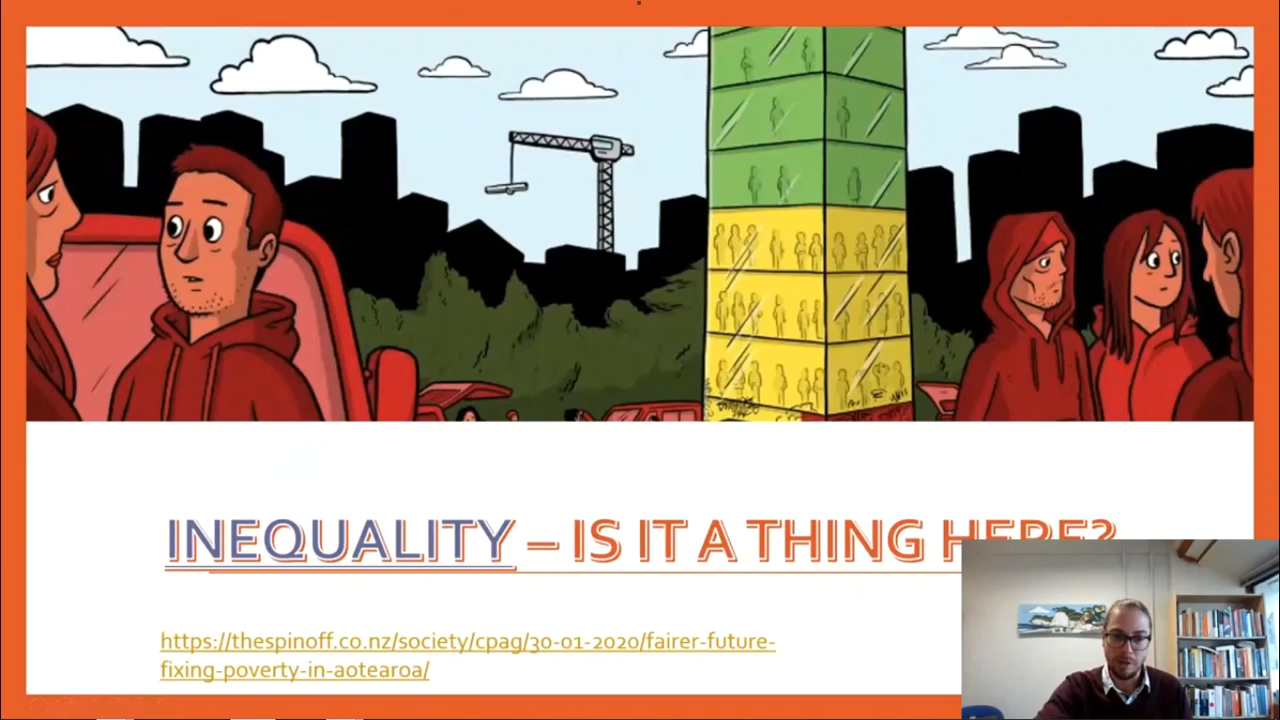 INEQUALITY – IS IT A THING HERE?
https://thespinoff.co.nz/society/cpag/30-01-2020/fairer-future-
fixing-poverty-in-aotearoa/